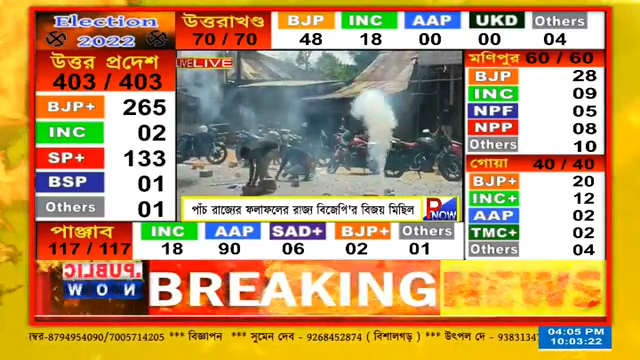 Election
2022
উত্তরাখণ্ড
70 / 70
BJP INC AAP UKD Others
48 18 00 00 04
উত্তর প্রদেশ
403 / 403
BJP+ 265
INC 02
SP+ 133
BSP 01
Others 01
LIVE LIVE
মণিপুর 60 / 60
BJP 28
INC 09
NPF 05
NPP 08
Others 10
গোয়া 40 / 40
BJP+ 20
INC+ 12
AAP 02
TMC+ 02
Others 04
পাঁচ রাজ্যের ফলাফলের রাজ্য বিজেপি'র বিজয় মিছিল
NOW
পাঞ্জাব
117 / 117
INC AAP SAD+ BJP+ Others
18 90 06 02 01
PUBLIC
NOW
BREAKING NEWS
ম্বর-8794954090/7005714205 *** বিজ্ঞাপন *** সুমেন দেব - 9268452874 ( বিশালগড় ) *** উৎপল দে - 9383134
04:05 PM
10:03:22